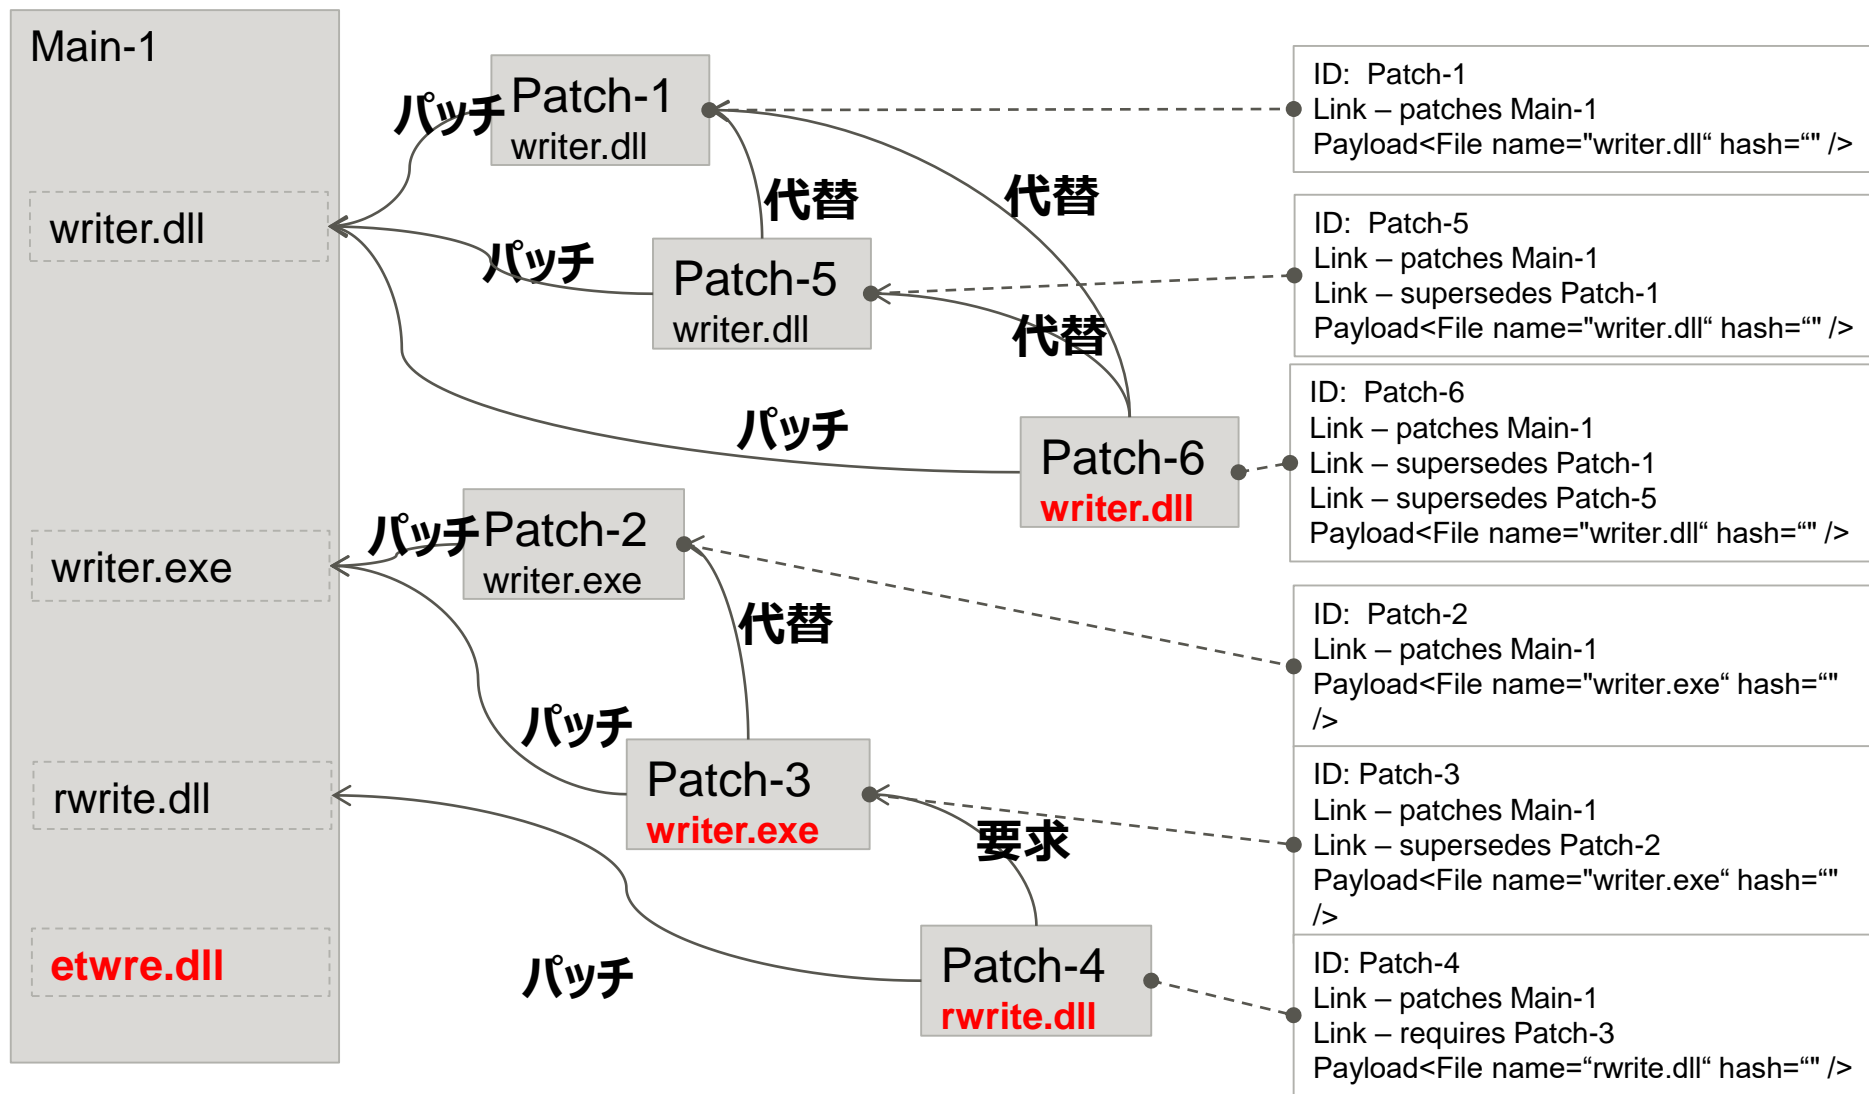 Main-1
writer.dll
writer.exe
rwrite.dll
etwre.dll
パッチ
Patch-1
writer.dll
代替
代替
パッチ
Patch-5
writer.dll
代替
パッチ
Patch-6
writer.dll
パッチ
Patch-2
writer.exe
代替
パッチ
Patch-3
writer.exe
要求
パッチ
Patch-4
rwrite.dll
ID:  Patch-1
Link – patches Main-1
Payload<File name="writer.dll“ hash=“" />
ID:  Patch-5
Link – patches Main-1
Link – supersedes Patch-1
Payload<File name="writer.dll“ hash=“" />
ID:  Patch-6
Link – patches Main-1
Link – supersedes Patch-1
Link – supersedes Patch-5
Payload<File name="writer.dll“ hash=“" />
ID:  Patch-2
Link – patches Main-1
Payload<File name="writer.exe“ hash=“"
/>
ID: Patch-3
Link – patches Main-1
Link – supersedes Patch-2
Payload<File name="writer.exe“ hash=“"
/>
ID: Patch-4
Link – patches Main-1
Link – requires Patch-3
Payload<File name=“rwrite.dll“ hash=“" />